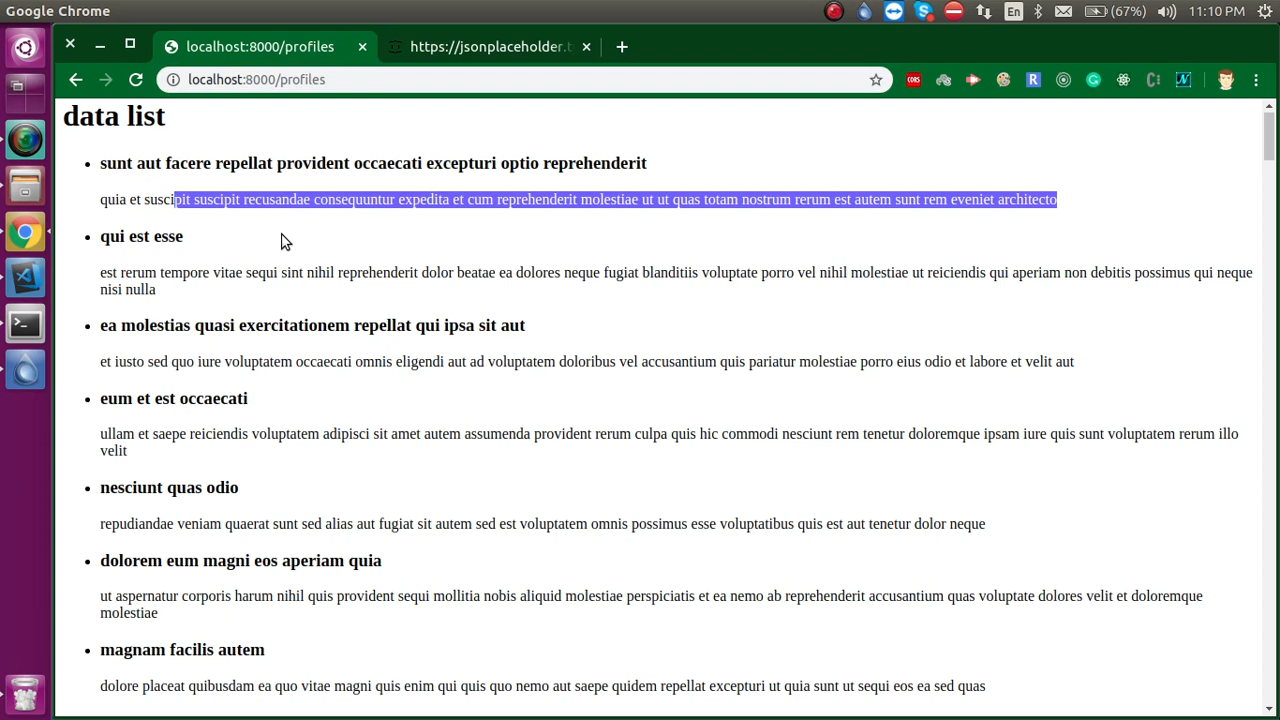 Google Chrome
En
(67%)
11:10 PM
localhost:8000/profiles
https://jsonplaceholder.t
localhost:8000/profiles
CORS
R
data list
sunt aut facere repellat provident occaecati excepturi optio reprehenderit
quia et suscipit suscipit recusandae consequuntur expedita et cum reprehenderit molestiae ut ut quas totam nostrum rerum est autem sunt rem eveniet architecto
qui est esse
est rerum tempore vitae sequi sint nihil reprehenderit dolor beatae ea dolores neque fugiat blanditiis voluptate porro vel nihil molestiae ut reiciendis qui aperiam non debitis possimus qui neque
nisi nulla
ea molestias quasi exercitationem repellat qui ipsa sit aut
et iusto sed quo iure voluptatem occaecati omnis eligendi aut ad voluptatem doloribus vel accusantium quis pariatur molestiae porro eius odio et labore et velit aut
eum et est occaecati
ullam et saepe reiciendis voluptatem adipisci sit amet autem assumenda provident rerum culpa quis hic commodi nesciunt rem tenetur doloremque ipsam iure quis sunt voluptatem rerum illo
velit
nesciunt quas odio
repudiandae veniam quaerat sunt sed alias aut fugiat sit autem sed est voluptatem omnis possimus esse voluptatibus quis est aut tenetur dolor neque
dolorem eum magni eos aperiam quia
ut aspernatur corporis harum nihil quis provident sequi mollitia nobis aliquid molestiae perspiciatis et ea nemo ab reprehenderit accusantium quas voluptate dolores velit et doloremque
molestiae
magnam facilis autem
dolore placeat quibusdam ea quo vitae magni quis enim qui quis quo nemo aut saepe quidem repellat excepturi ut quia sunt ut sequi eos ea sed quas